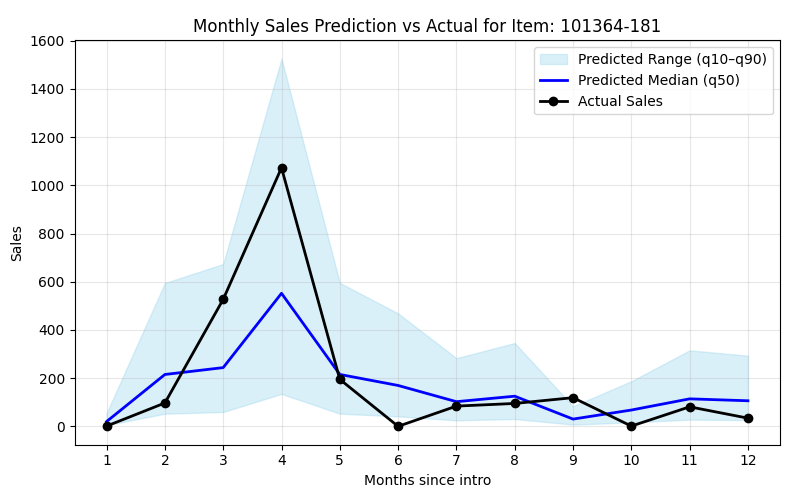 Monthly Sales Prediction vs Actual for Item: 101364-181
Predicted Range (q10–q90)
Predicted Median (q50)
Actual Sales
Sales
1600
1400
1200
1000
800
600
400
200
0
1 2 3 4 5 6 7 8 9 10 11 12
Months since intro